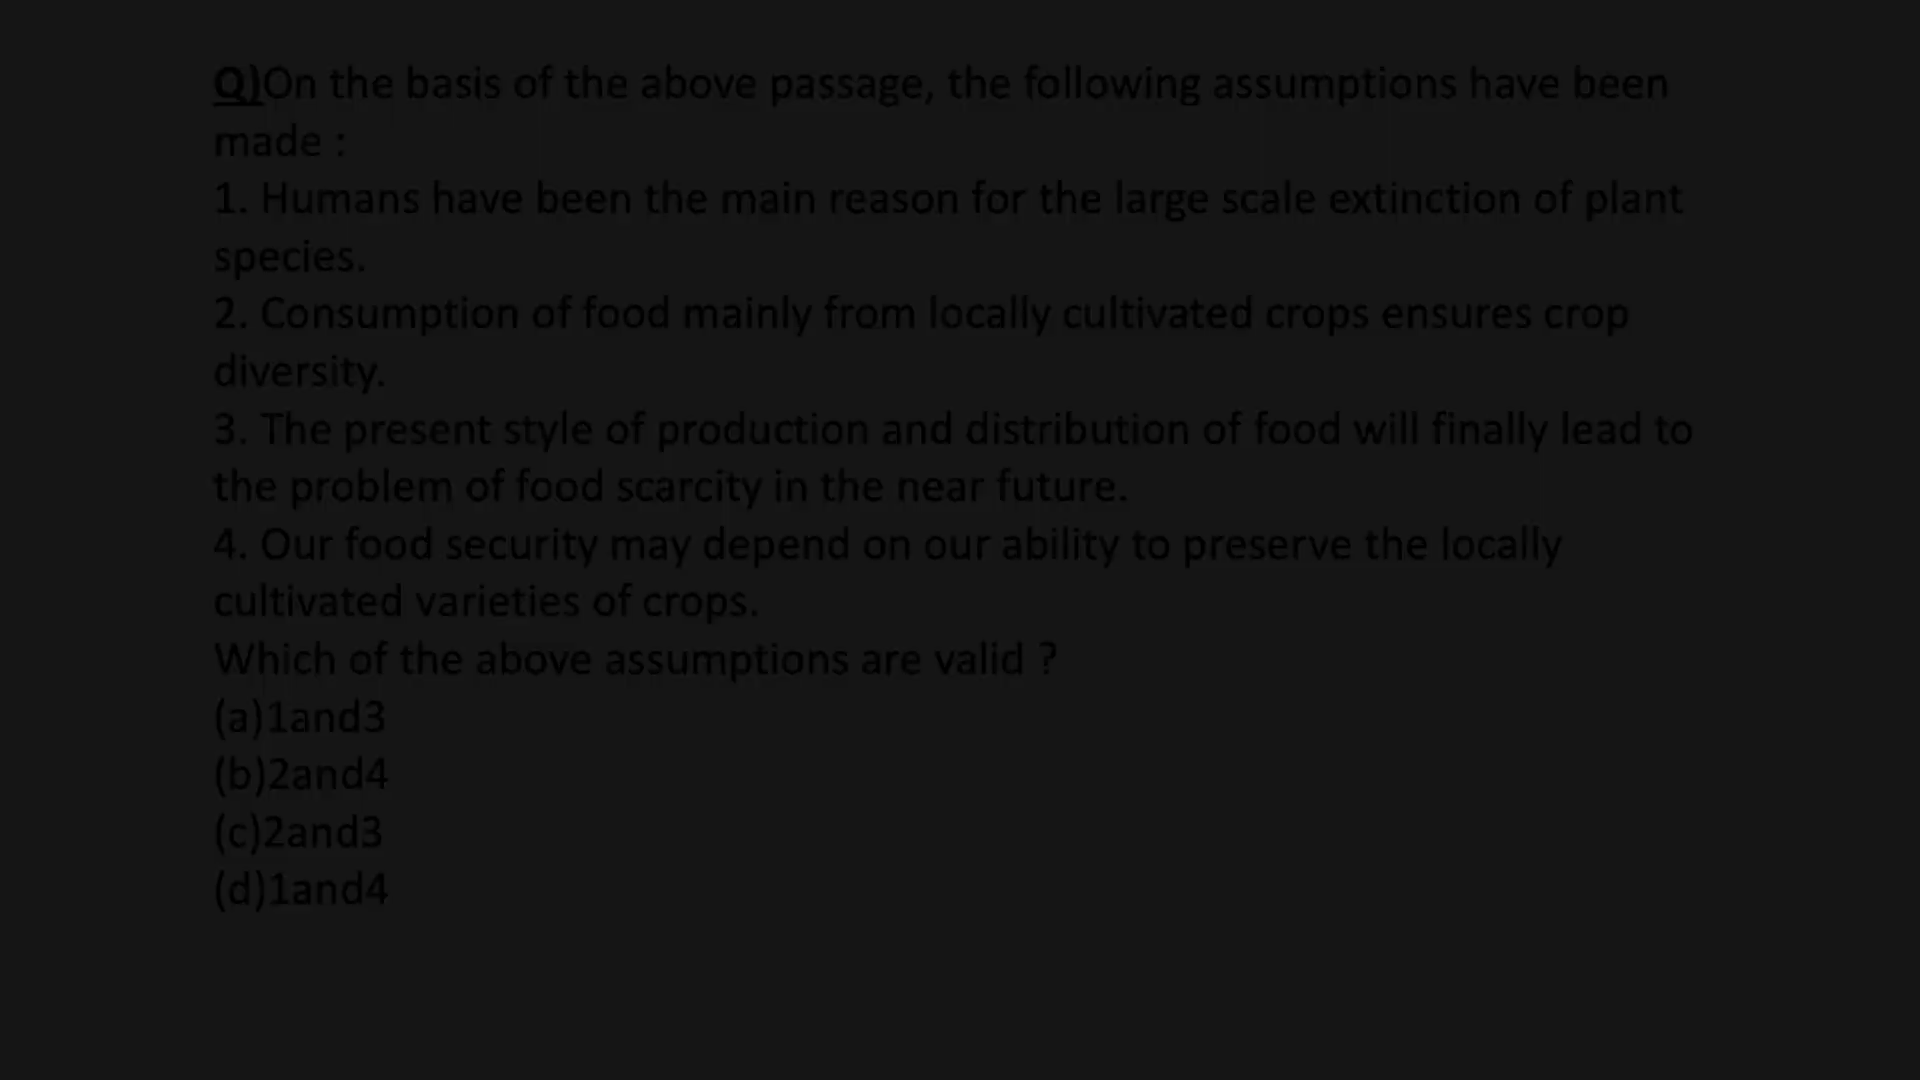 Q)On the basis of the above passage, the following assumptions have been
made :
1. Humans have been the main reason for the large scale extinction of plant
species.
2. Consumption of food mainly from locally cultivated crops ensures crop
diversity.
3. The present style of production and distribution of food will finally lead to
the problem of food scarcity in the near future.
4. Our food security may depend on our ability to preserve the locally
cultivated varieties of crops.
Which of the above assumptions are valid ?
(a)1and3
(b)2and4
(c)2and3
(d)1and4